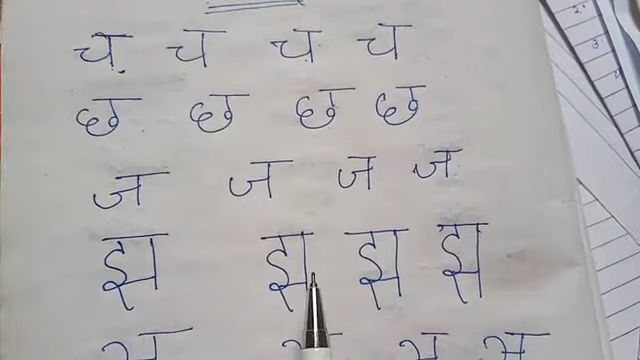 च च च च
छ छ छ छ
ज ज ज ज
झ झ झ झ